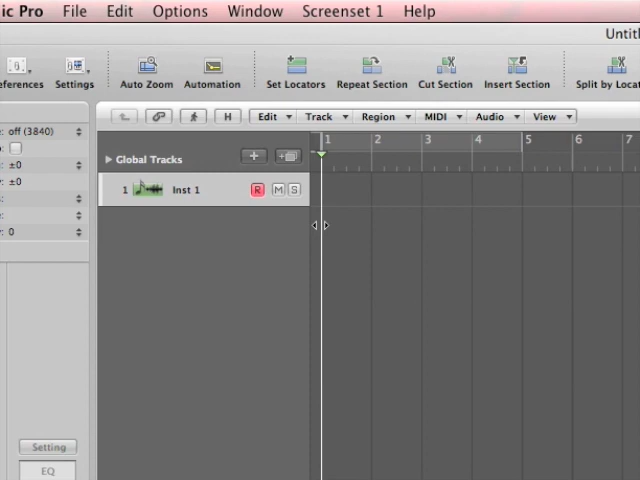 ic Pro File Edit Options Window Screenset 1 Help
Untitl
eferences Settings Auto Zoom Automation Set Locators Repeat Section Cut Section Insert Section Split by Locat
H Edit Track Region MIDI Audio View
e: off (3840)
Global Tracks
1 2 3 4 5 6 7
±0
1 Inst 1 R M S
y: ±0
y: 0
Setting
EQ